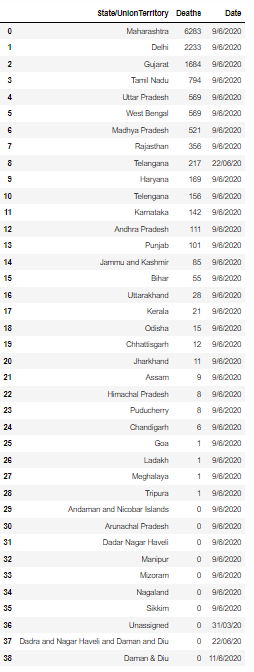 State/UnionTerritory Deaths Date
0 Maharashtra 6283 9/6/2020
1 Delhi 2233 9/6/2020
2 Gujarat 1684 9/6/2020
3 Tamil Nadu 794 9/6/2020
4 Uttar Pradesh 569 9/6/2020
5 West Bengal 569 9/6/2020
6 Madhya Pradesh 521 9/6/2020
7 Rajasthan 356 9/6/2020
8 Telangana 217 22/06/20
9 Haryana 169 9/6/2020
10 Telengana 156 9/6/2020
11 Karnataka 142 9/6/2020
12 Andhra Pradesh 111 9/6/2020
13 Punjab 101 9/6/2020
14 Jammu and Kashmir 85 9/6/2020
15 Bihar 55 9/6/2020
16 Uttarakhand 28 9/6/2020
17 Kerala 21 9/6/2020
18 Odisha 15 9/6/2020
19 Chhattisgarh 12 9/6/2020
20 Jharkhand 11 9/6/2020
21 Assam 9 9/6/2020
22 Himachal Pradesh 8 9/6/2020
23 Puducherry 8 9/6/2020
24 Chandigarh 6 9/6/2020
25 Goa 1 9/6/2020
26 Ladakh 1 9/6/2020
27 Meghalaya 1 9/6/2020
28 Tripura 1 9/6/2020
29 Andaman and Nicobar Islands 0 9/6/2020
30 Arunachal Pradesh 0 9/6/2020
31 Dadar Nagar Haveli 0 9/6/2020
32 Manipur 0 9/6/2020
33 Mizoram 0 9/6/2020
34 Nagaland 0 9/6/2020
35 Sikkim 0 9/6/2020
36 Unassigned 0 31/03/20
37 Dadra and Nagar Haveli and Daman and Diu 0 22/06/20
38 Daman & Diu 0 11/6/2020